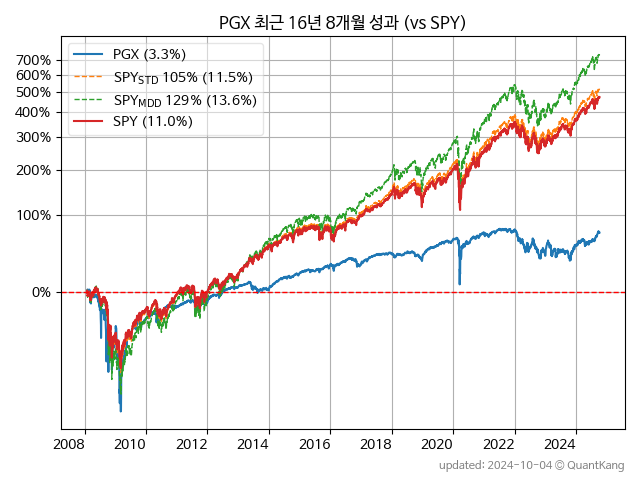 PGX 최근 16년 8개월 성과 (vs SPY)
PGX (3.3%)
SPY_STD 105% (11.5%)
SPY_MDD 129% (13.6%)
SPY (11.0%)
700%
600%
500%
400%
300%
200%
100%
0%
2008 2010 2012 2014 2016 2018 2020 2022 2024
updated: 2024-10-04 © QuantKang